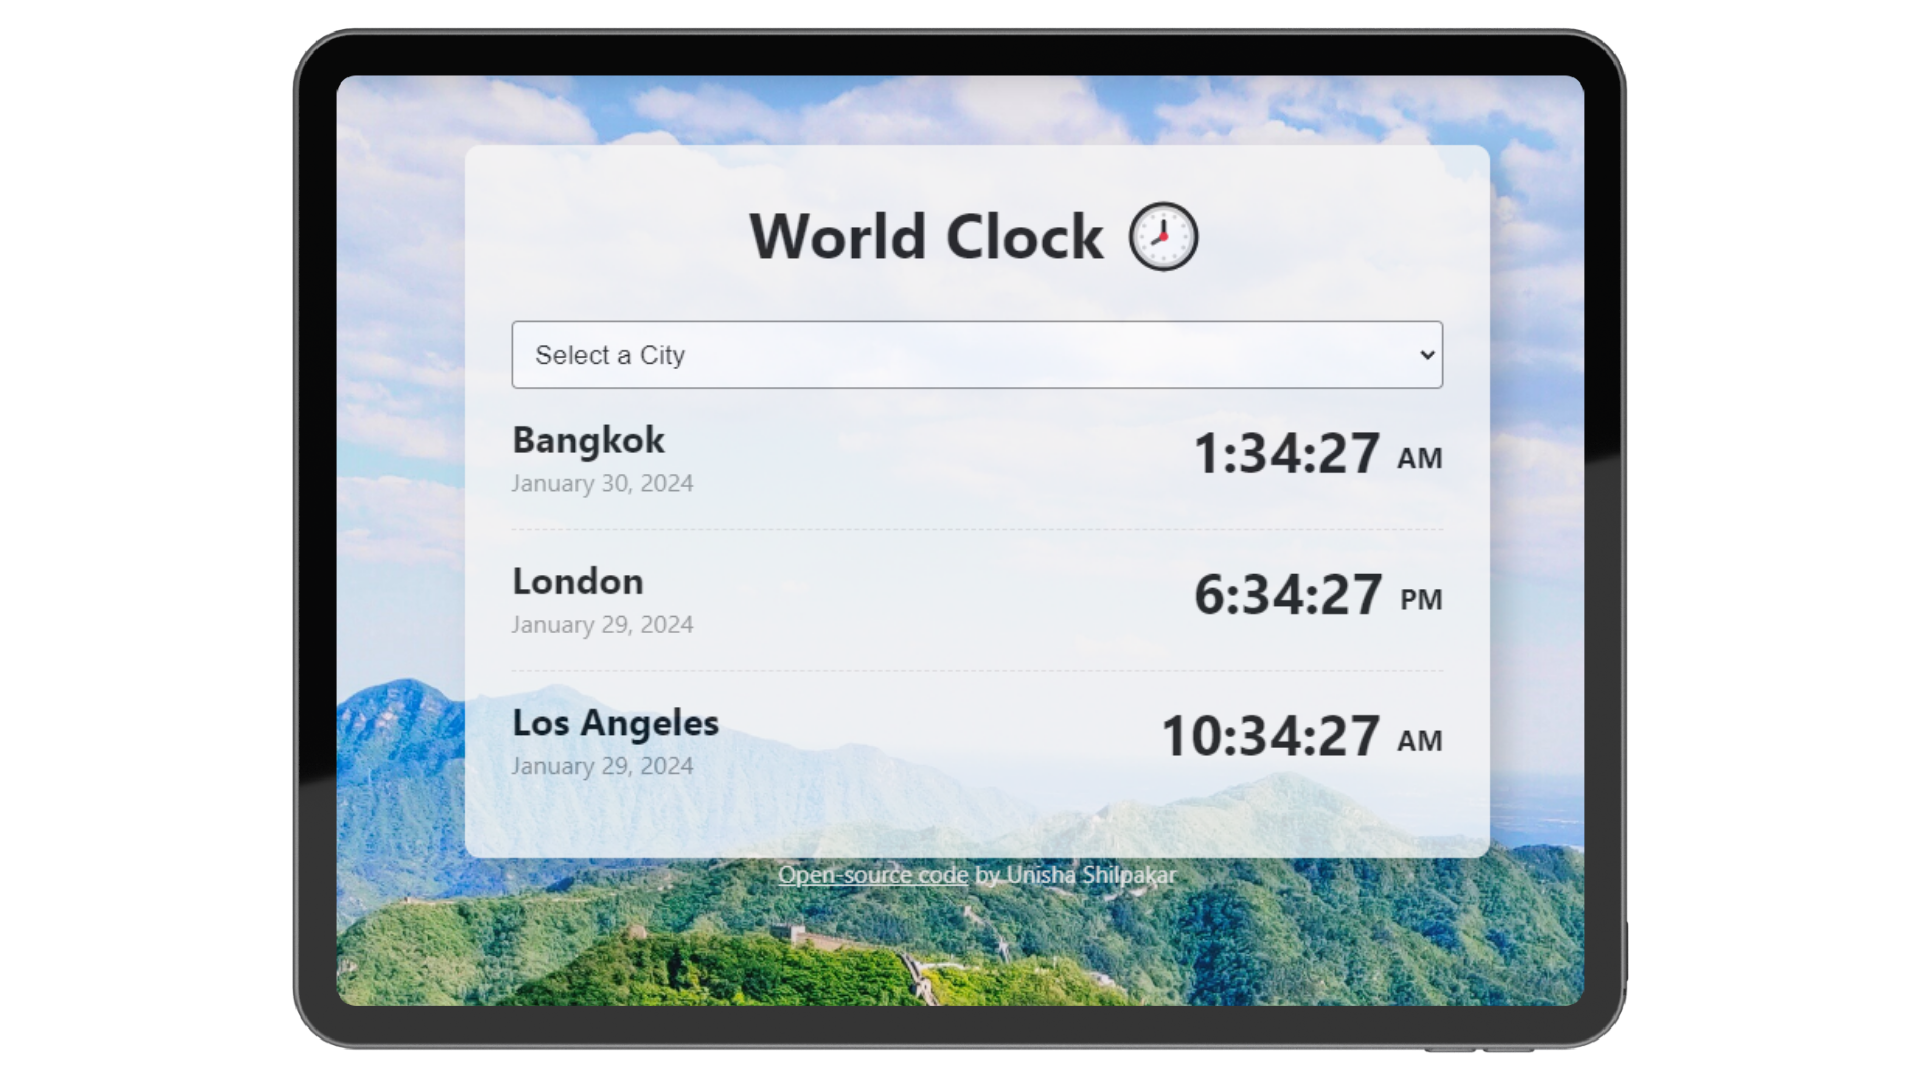 World Clock
Select a City
Bangkok
1:34:27 AM
January 30, 2024
London
6:34:27 PM
January 29, 2024
Los Angeles
10:34:27 AM
January 29, 2024
Open-source code by Unisha Shilpakar